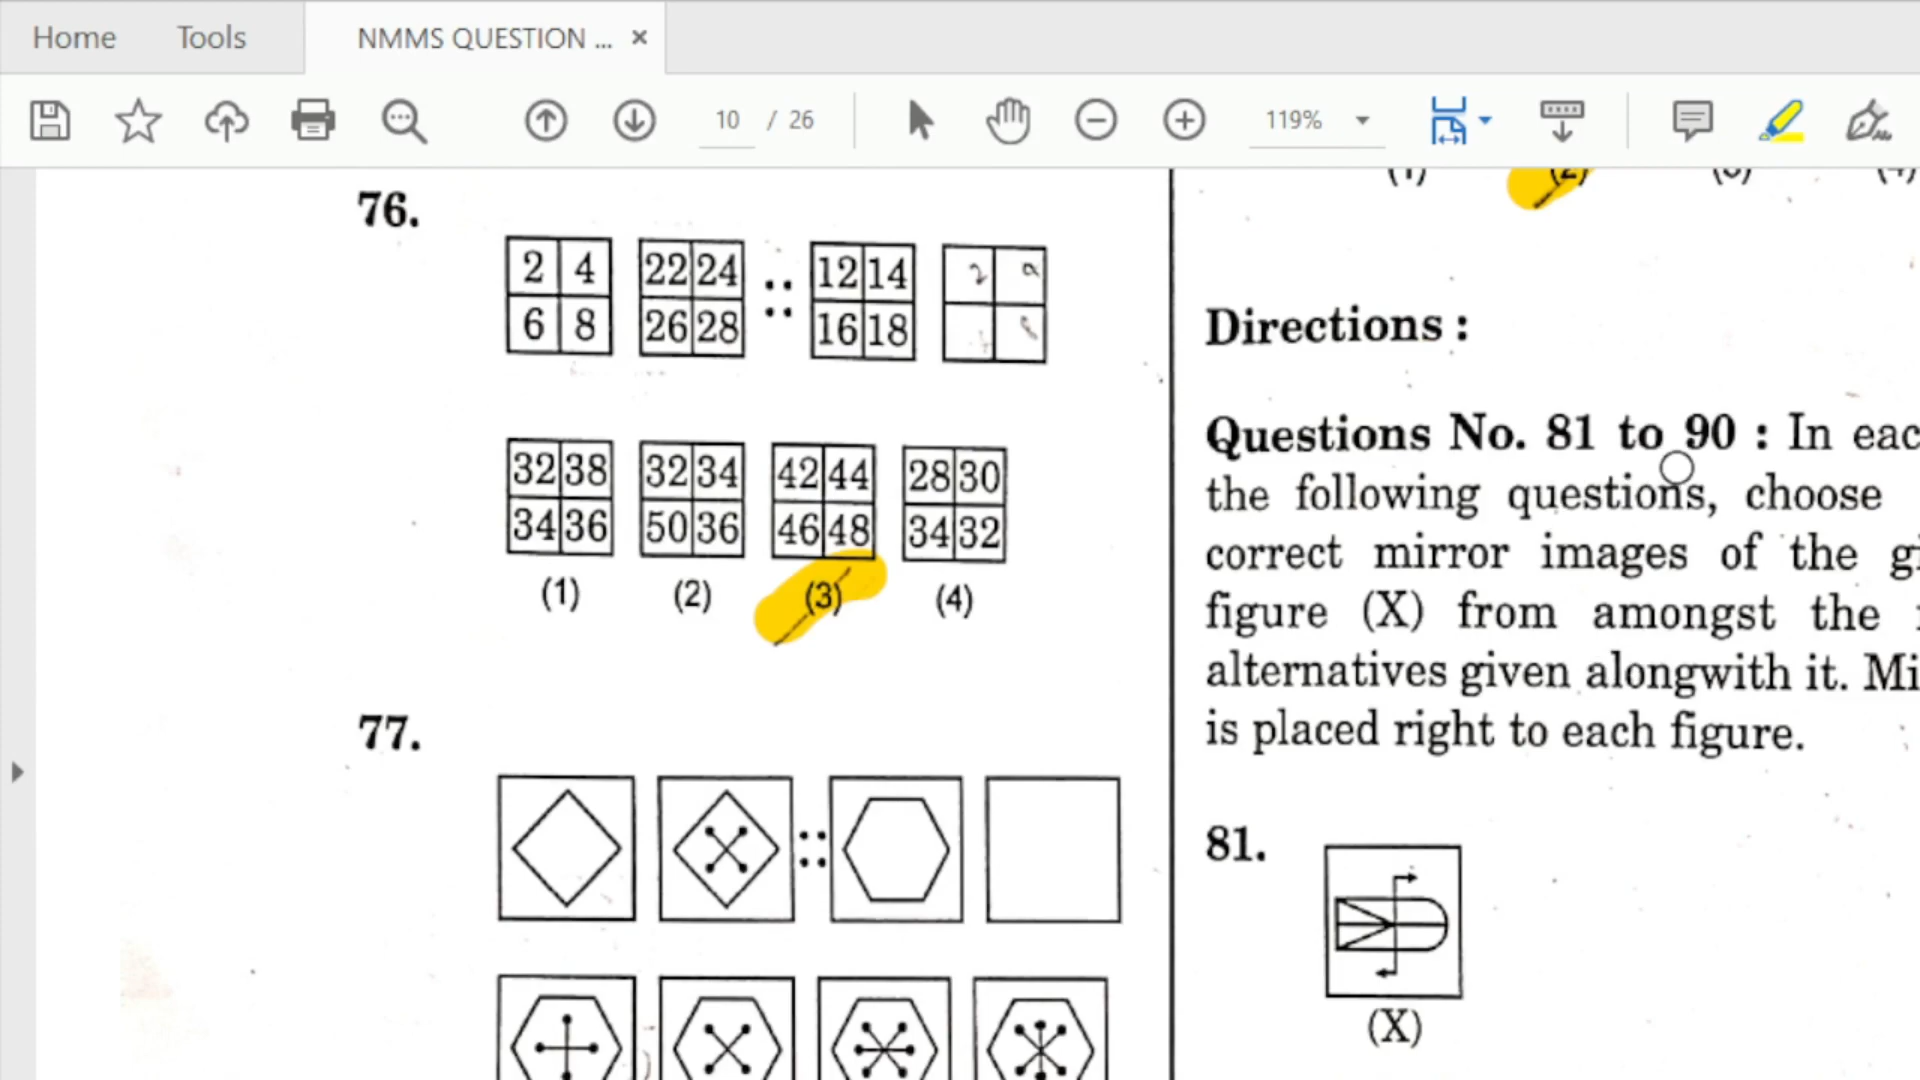 Home Tools NMMS QUESTION ... ×
10 / 26 119%
76.
2 4 22 24 :: 12 14
6 8 26 28 16 18
32 38 32 34 42 44 28 30
34 36 50 36 46 48 34 32
(1) (2) (3) (4)
77.
::
(1) (2) (3)
Directions :
Questions No. 81 to 90 : In eac
the following questions, choose
correct mirror images of the gi
figure (X) from amongst the
alternatives given alongwith it. Mi
is placed right to each figure.
81.
(X)